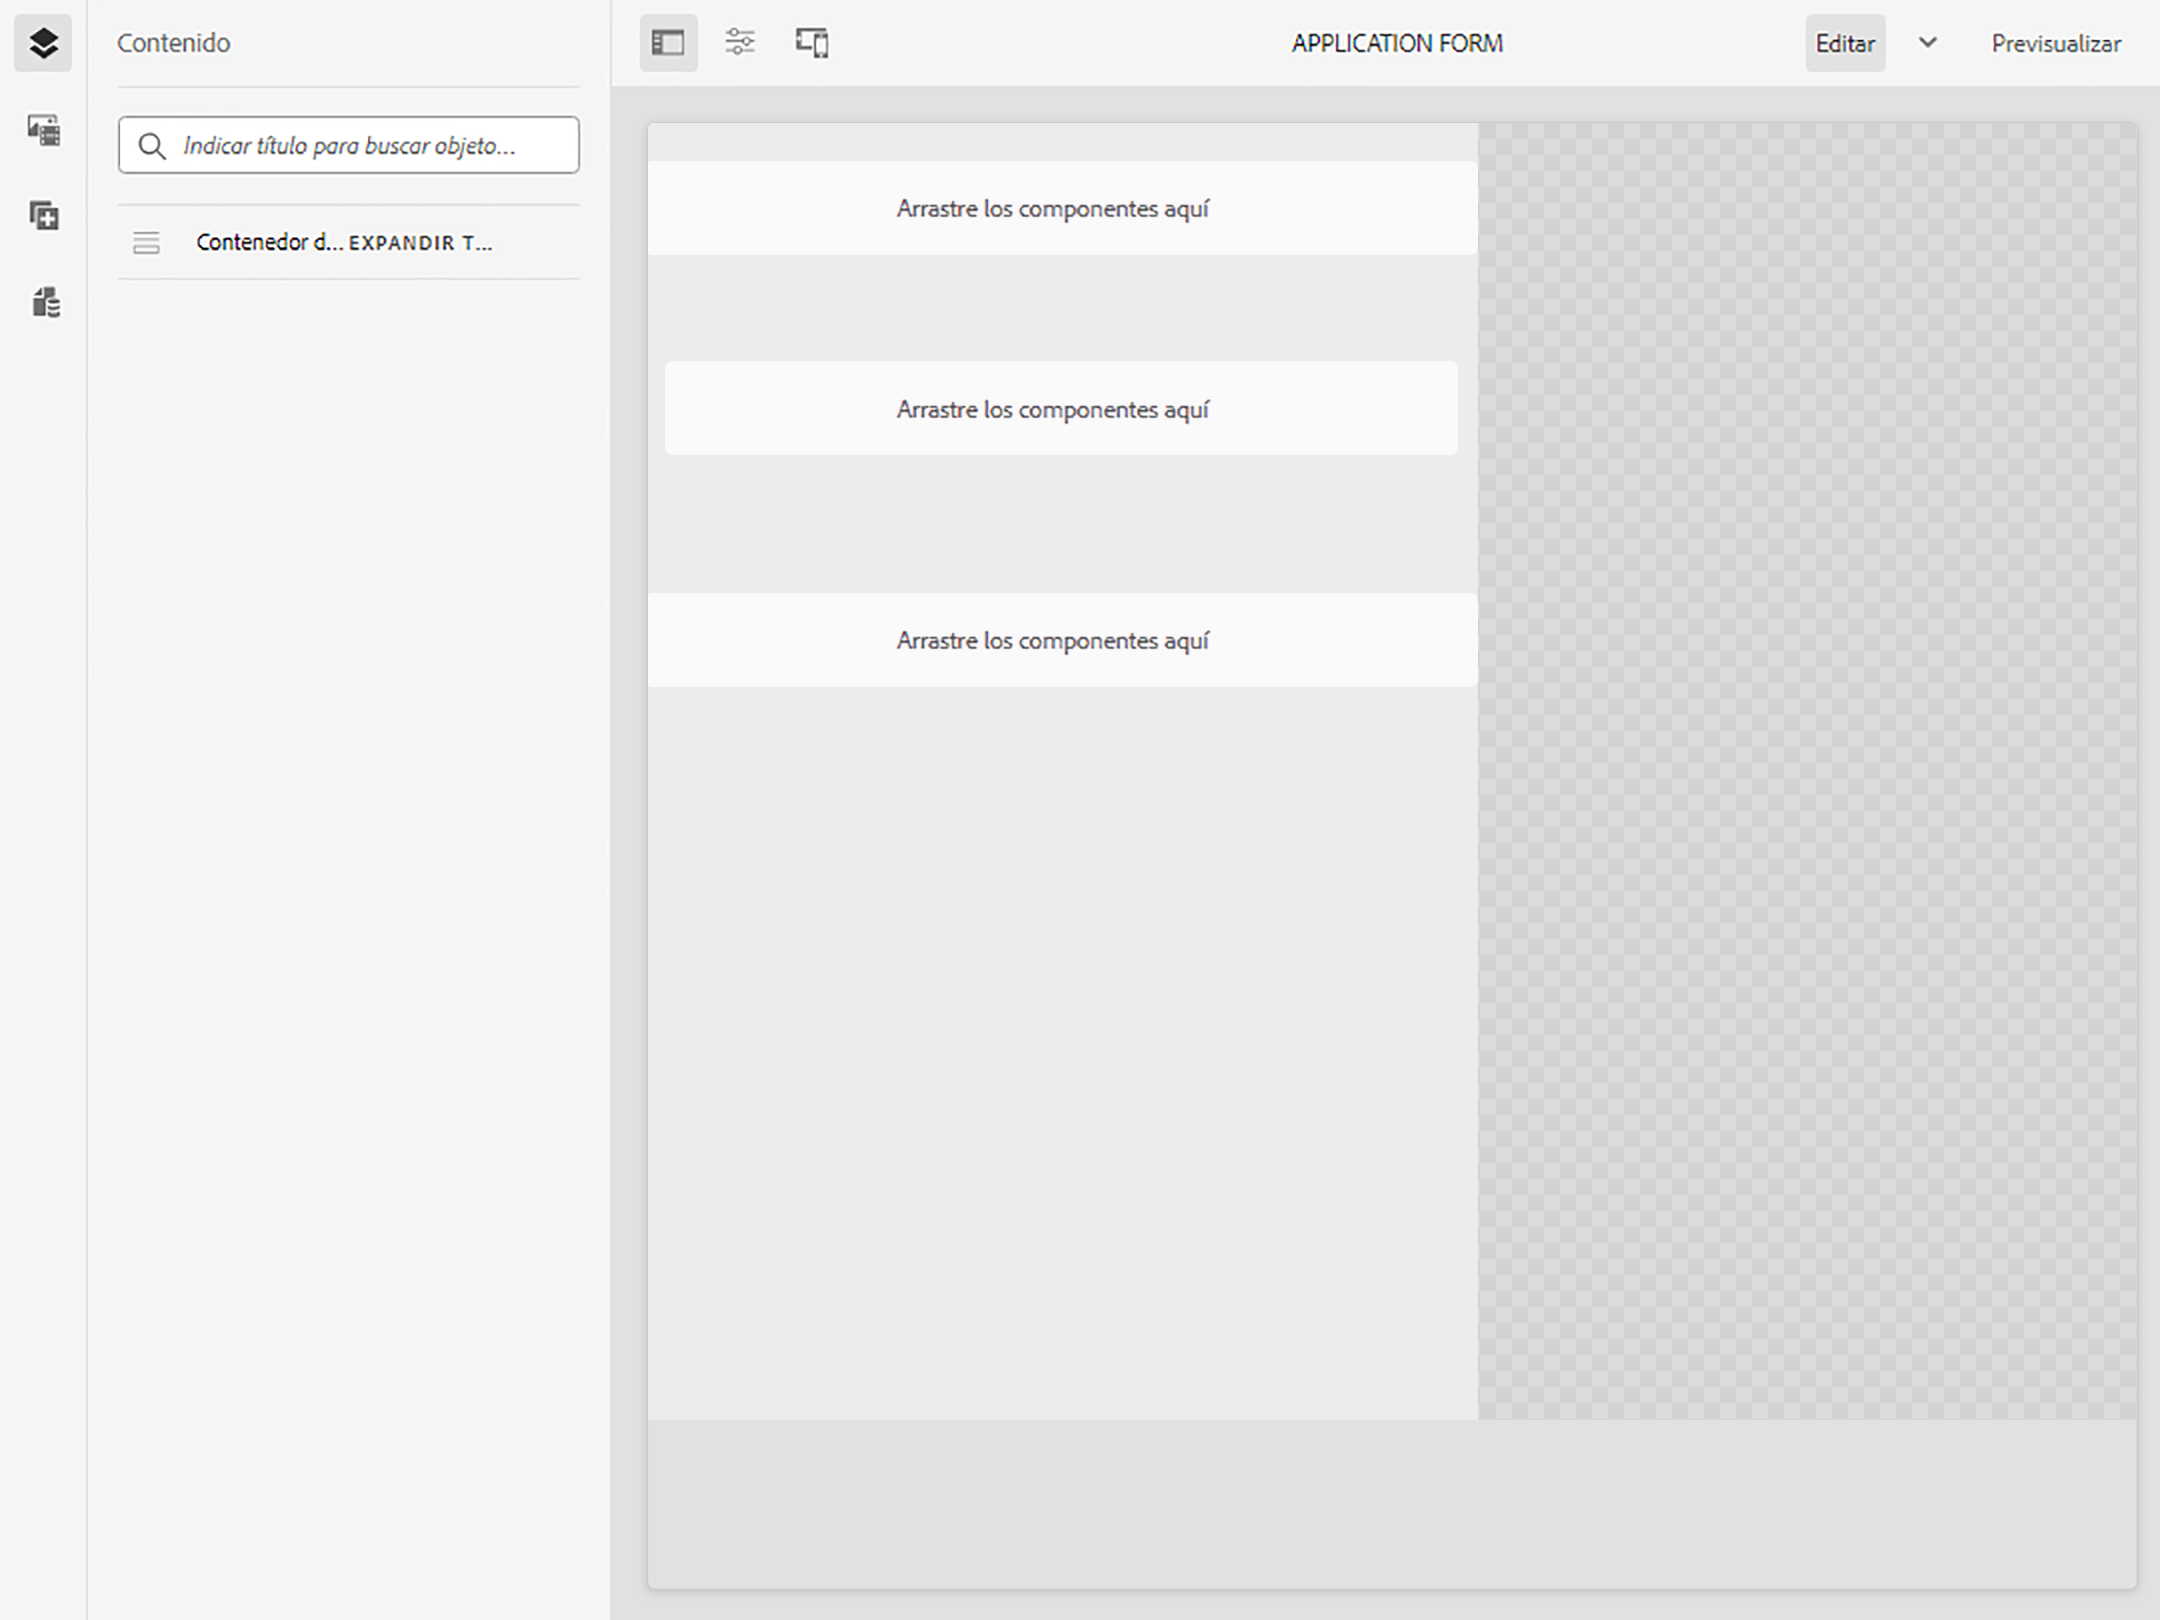 Contenido
APPLICATION FORM
Editar
Previsualizar
Indicar título para buscar objeto...
Contenedor d... EXPANDIR T...
Arrastre los componentes aquí
Arrastre los componentes aquí
Arrastre los componentes aquí